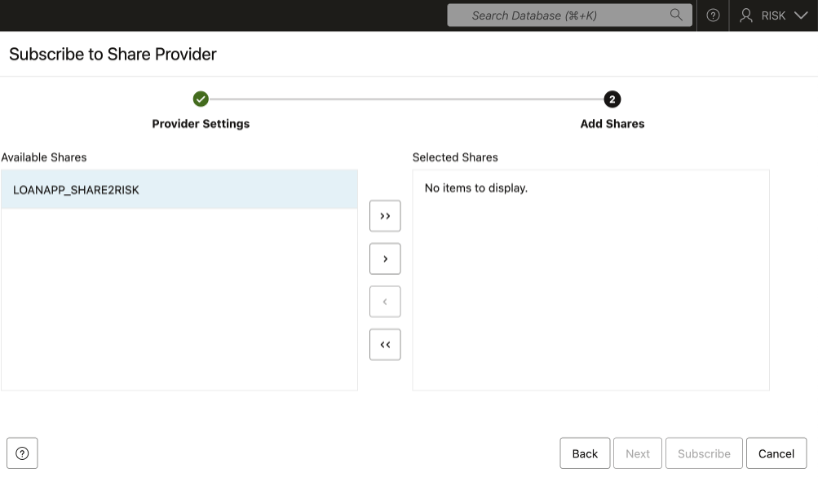 Search Database (⌘+K)
RISK
Subscribe to Share Provider
2
Provider Settings
Add Shares
Available Shares
Selected Shares
LOANAPP_SHARE2RISK
No items to display.
>>
>
<
<<
?
Back
Next
Subscribe
Cancel